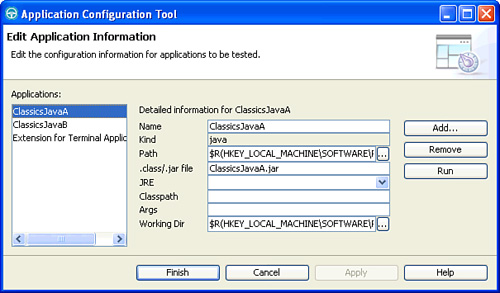 Application Configuration Tool
Edit Application Information
Edit the configuration information for applications to be tested.
Applications:
ClassicsJavaA
ClassicsJavaB
Extension for Terminal Applic
Detailed information for ClassicsJavaA
Name ClassicsJavaA
Kind java
Path $R(HKEY_LOCAL_MACHINE\SOFTWARE\ ...
.class/.jar file ClassicsJavaA.jar
JRE
Classpath
Args
Working Dir $R(HKEY_LOCAL_MACHINE\SOFTWARE\ ...
Add...
Remove
Run
Finish Cancel Apply Help